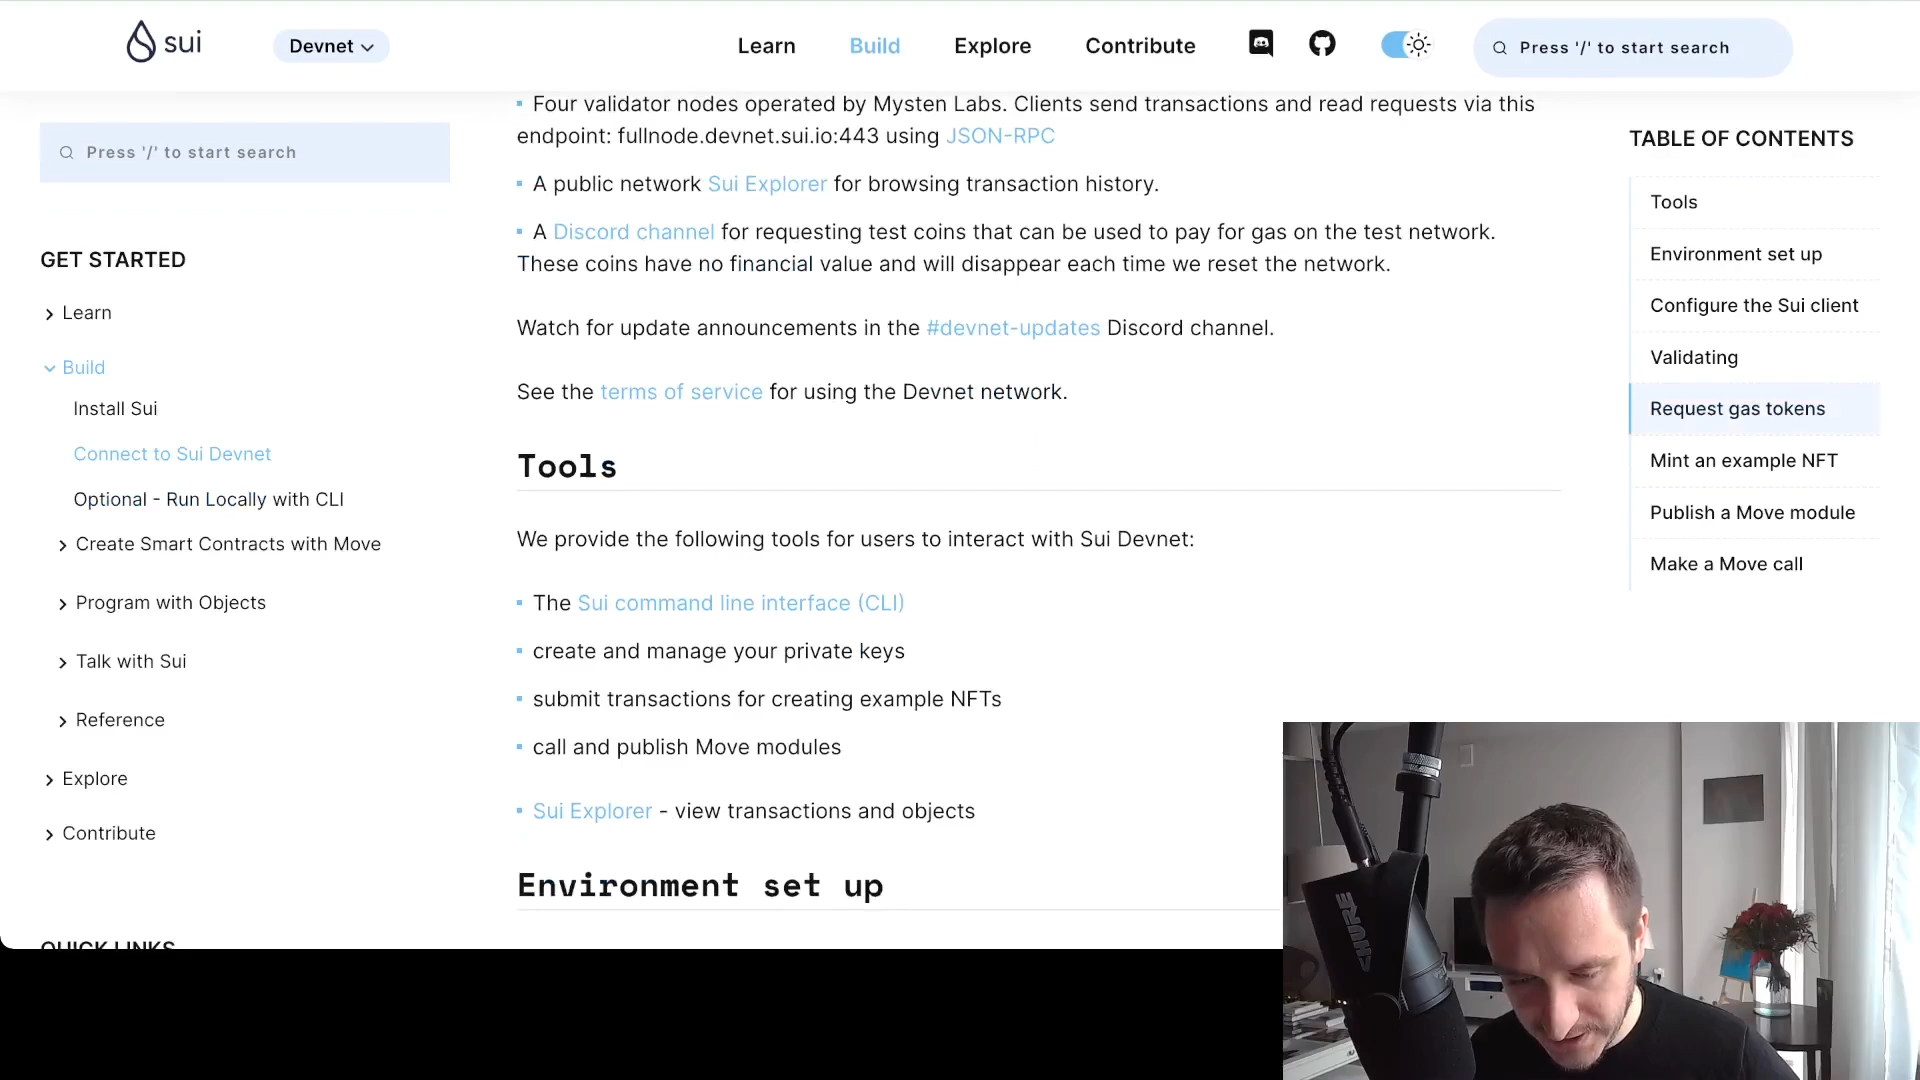 sui
Devnet
Learn
Build
Explore
Contribute
Press '/' to start search
Press '/' to start search
GET STARTED
Learn
Build
Install Sui
Connect to Sui Devnet
Optional - Run Locally with CLI
Create Smart Contracts with Move
Program with Objects
Talk with Sui
Reference
Explore
Contribute
QUICK LINKS
Four validator nodes operated by Mysten Labs. Clients send transactions and read requests via this
endpoint: fullnode.devnet.sui.io:443 using JSON-RPC
A public network Sui Explorer for browsing transaction history.
A Discord channel for requesting test coins that can be used to pay for gas on the test network.
These coins have no financial value and will disappear each time we reset the network.
Watch for update announcements in the #devnet-updates Discord channel.
See the terms of service for using the Devnet network.
Tools
We provide the following tools for users to interact with Sui Devnet:
The Sui command line interface (CLI)
create and manage your private keys
submit transactions for creating example NFTs
call and publish Move modules
Sui Explorer - view transactions and objects
Environment set up
TABLE OF CONTENTS
Tools
Environment set up
Configure the Sui client
Validating
Request gas tokens
Mint an example NFT
Publish a Move module
Make a Move call
SHURE